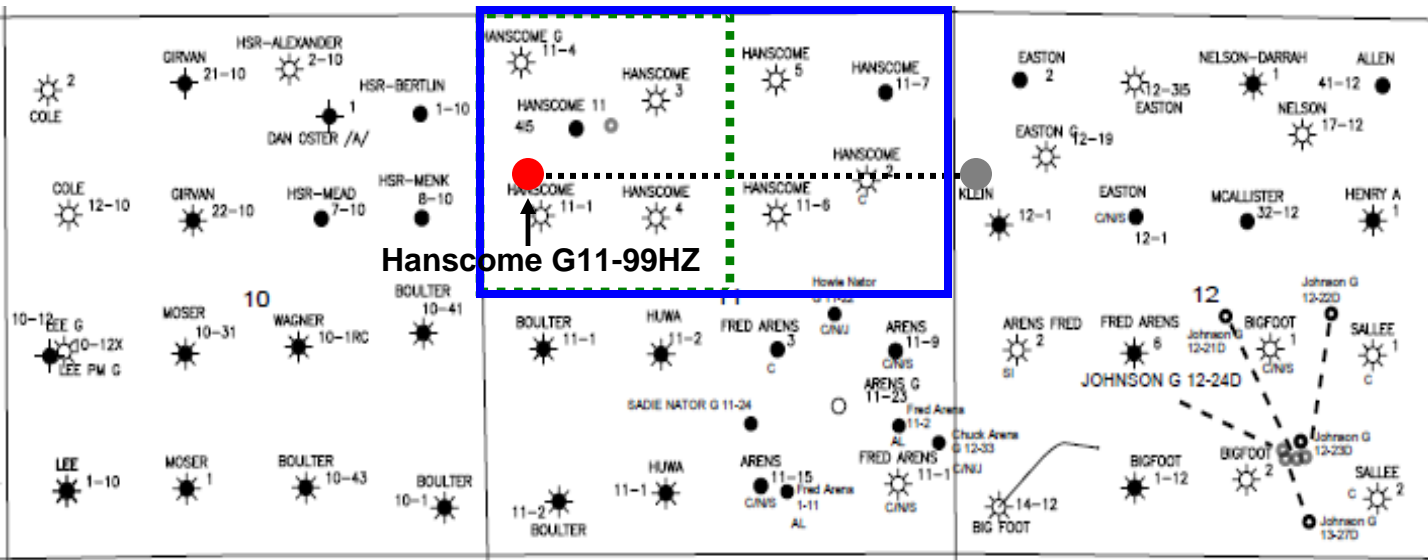 2
COLE
GIRVAN
21-10
HSR-ALEXANDER
2-10
1
DAN OSTER /A/
HSR-BERTLIN
1-10
COLE
12-10
GIRVAN
22-10
HSR-MEAD
7-10
HSR-MENK
8-10
10
10-12
LEE G
10-12X
LEE PM G
MOSER
10-31
WAGNER
10-1RC
BOULTER
10-41
LEE
1-10
MOSER
1
BOULTER
10-43
BOULTER
10-1
HANSCOME G
11-4
HANSCOME
3
HANSCOME 11
4I5
HANSCOME
5
HANSCOME
11-7
HANSCOME
11-1
HANSCOME
4
HANSCOME
11-6
HANSCOME
2
C
Hanscome G11-99HZ
11
Howie Nator
G 11-22
C/N/J
BOULTER
11-1
HUWA
11-2
FRED ARENS
3
C
ARENS
11-9
C/N/S
ARENS G
11-23
SADIE NATOR G 11-24
Fred Arens
11-2
AL
Chuck Arens
G 12-33
C/N/J
11-2
BOULTER
HUWA
11-1
ARENS
11-15
C/N/S
Fred Arens
1-11
AL
FRED ARENS
11-1
C/N/S
EASTON
2
12-3I5
EASTON
NELSON-DARRAH
1
ALLEN
41-12
EASTON G
12-19
NELSON
17-12
KLEIN
12-1
EASTON
C/N/S
12-1
MCALLISTER
32-12
HENRY A
1
12
ARENS FRED
2
SI
FRED ARENS
6
Johnson G
12-21D
BIGFOOT
1
C/N/S
Johnson G
12-22D
SALLEE
1
C
JOHNSON G 12-24D
14-12
BIG FOOT
BIGFOOT
1-12
BIGFOOT
2
Johnson G
12-23D
SALLEE
2
C
Johnson G
13-27D